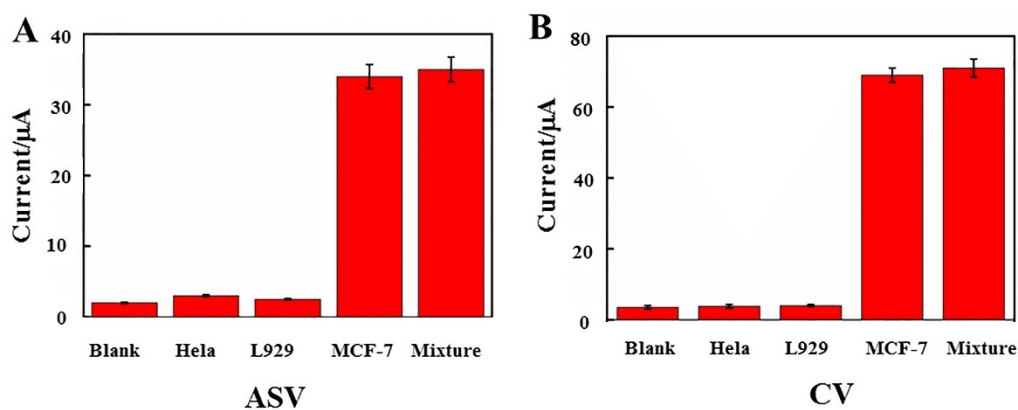 A
Current/μA
40
30
20
10
0
Blank Hela L929 MCF-7 Mixture
ASV
B
Current/μA
80
60
40
20
0
Blank Hela L929 MCF-7 Mixture
CV